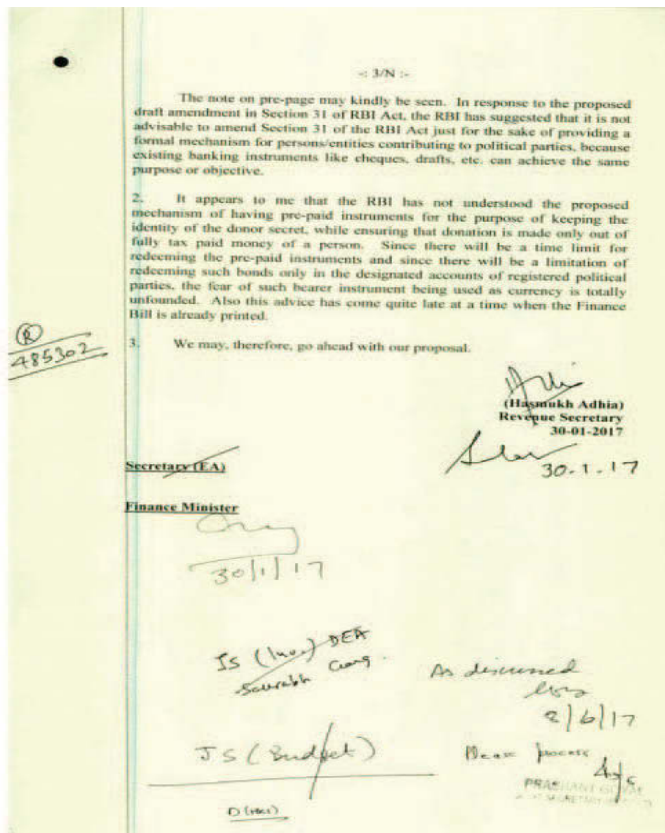 -: 3/N :-
The note on pre-page may kindly be seen. In response to the proposed
draft amendment in Section 31 of RBI Act, the RBI has suggested that it is not
advisable to amend Section 31 of the RBI Act just for the sake of providing a
formal mechanism for persons/entities contributing to political parties, because
existing banking instruments like cheques, drafts, etc. can achieve the same
purpose or objective.
2. It appears to me that the RBI has not understood the proposed
mechanism of having pre-paid instruments for the purpose of keeping the
identity of the donor secret, while ensuring that donation is made only out of
fully tax paid money of a person. Since there will be a time limit for
redeeming the pre-paid instruments and since there will be a limitation of
redeeming such bonds only in the designated accounts of registered political
parties, the fear of such bearer instrument being used as currency is totally
unfounded. Also this advice has come quite late at a time when the Finance
Bill is already printed.
R
485302
3. We may, therefore, go ahead with our proposal.
(Hasmukh Adhia)
Revenue Secretary
30-01-2017
30-1-17
Secretary (EA)
Finance Minister
30/1/17
JS (Inv.) DEA
Saurabh Garg.
As discussed
2/6/17
JS (Budget)
Please process